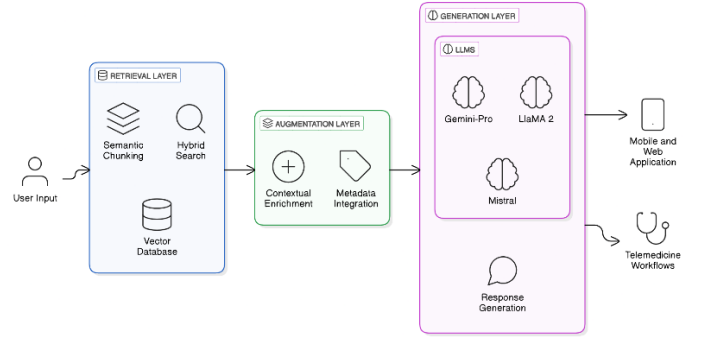 GENERATION LAYER
LLMS
RETRIEVAL LAYER
Gemini-Pro
LlaMA 2
AUGMENTATION LAYER
Semantic
Chunking
Hybrid
Search
Mobile and
Web
Application
User Input
Contextual
Enrichment
Metadata
Integration
Mistral
Vector
Database
Telemedicine
Workflows
Response
Generation